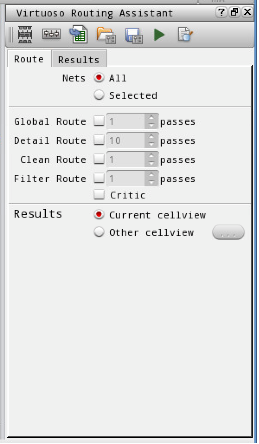 Virtuoso Routing Assistant
Route Results
Nets All
Selected
Global Route 1 passes
Detail Route 10 passes
Clean Route 1 passes
Filter Route 1 passes
Critic
Results Current cellview
Other cellview ...